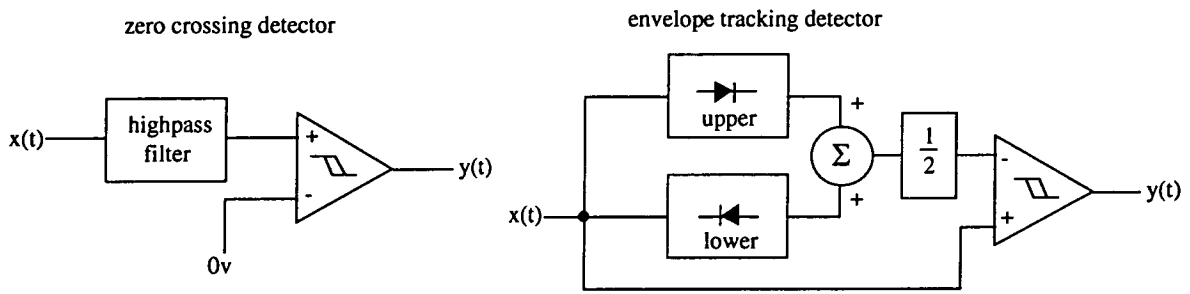 zero crossing detector
x(t)
highpass
filter
+
-
0v
y(t)
envelope tracking detector
x(t)
upper
lower
+
Σ
+
1
2
-
+
y(t)